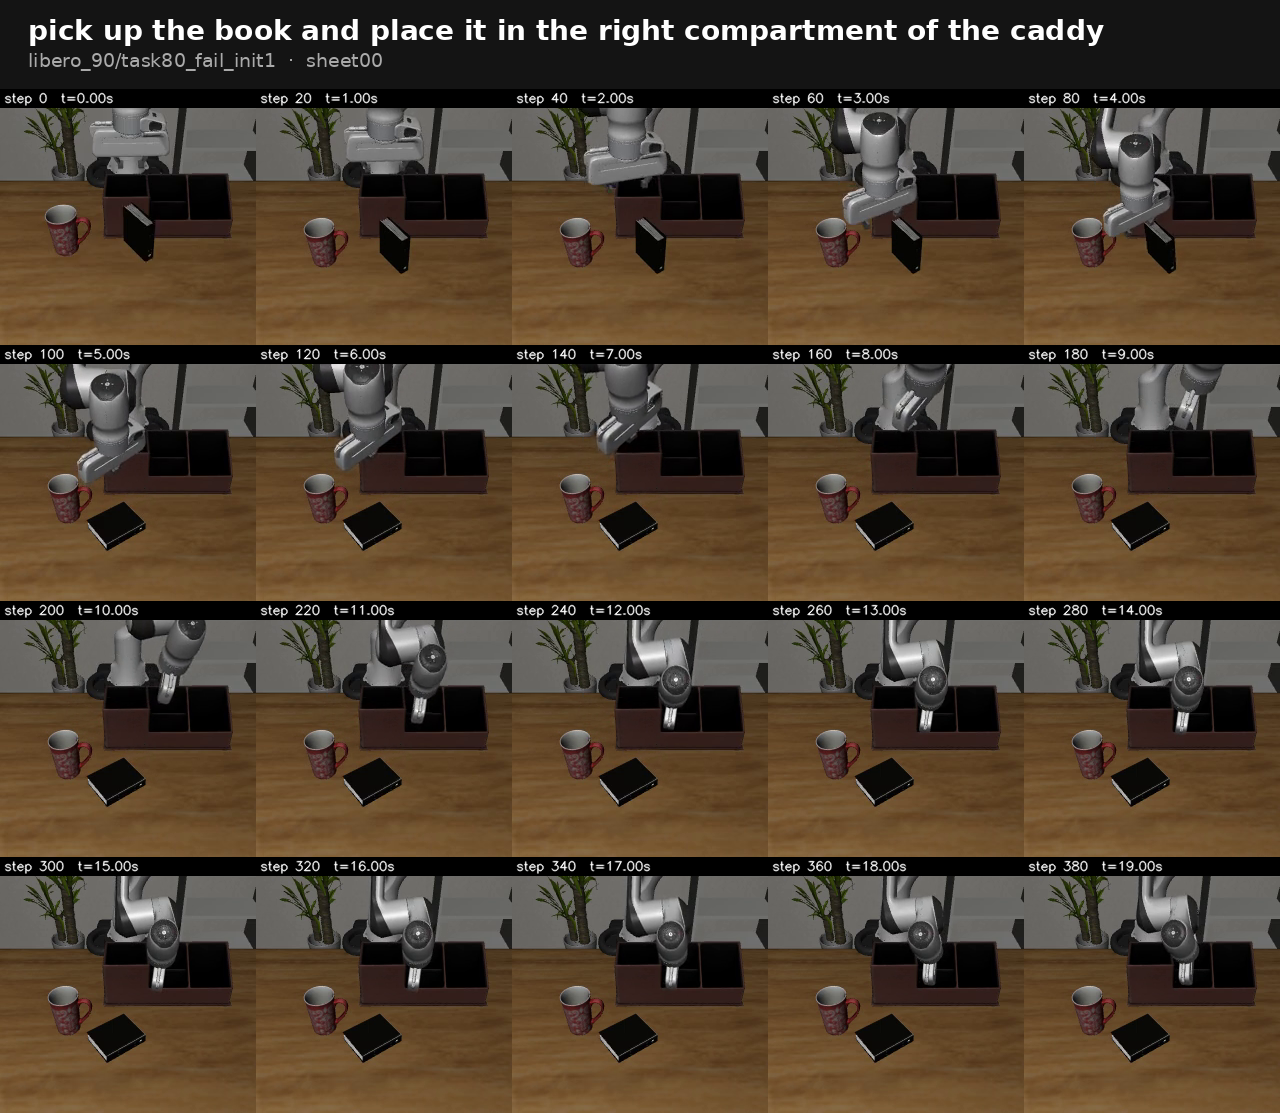 pick up the book and place it in the right compartment of the caddy
libero_90/task80_fail_init1 · sheet00
step 0 t=0.00s
step 20 t=1.00s
step 40 t=2.00s
step 60 t=3.00s
step 80 t=4.00s
step 100 t=5.00s
step 120 t=6.00s
step 140 t=7.00s
step 160 t=8.00s
step 180 t=9.00s
step 200 t=10.00s
step 220 t=11.00s
step 240 t=12.00s
step 260 t=13.00s
step 280 t=14.00s
step 300 t=15.00s
step 320 t=16.00s
step 340 t=17.00s
step 360 t=18.00s
step 380 t=19.00s